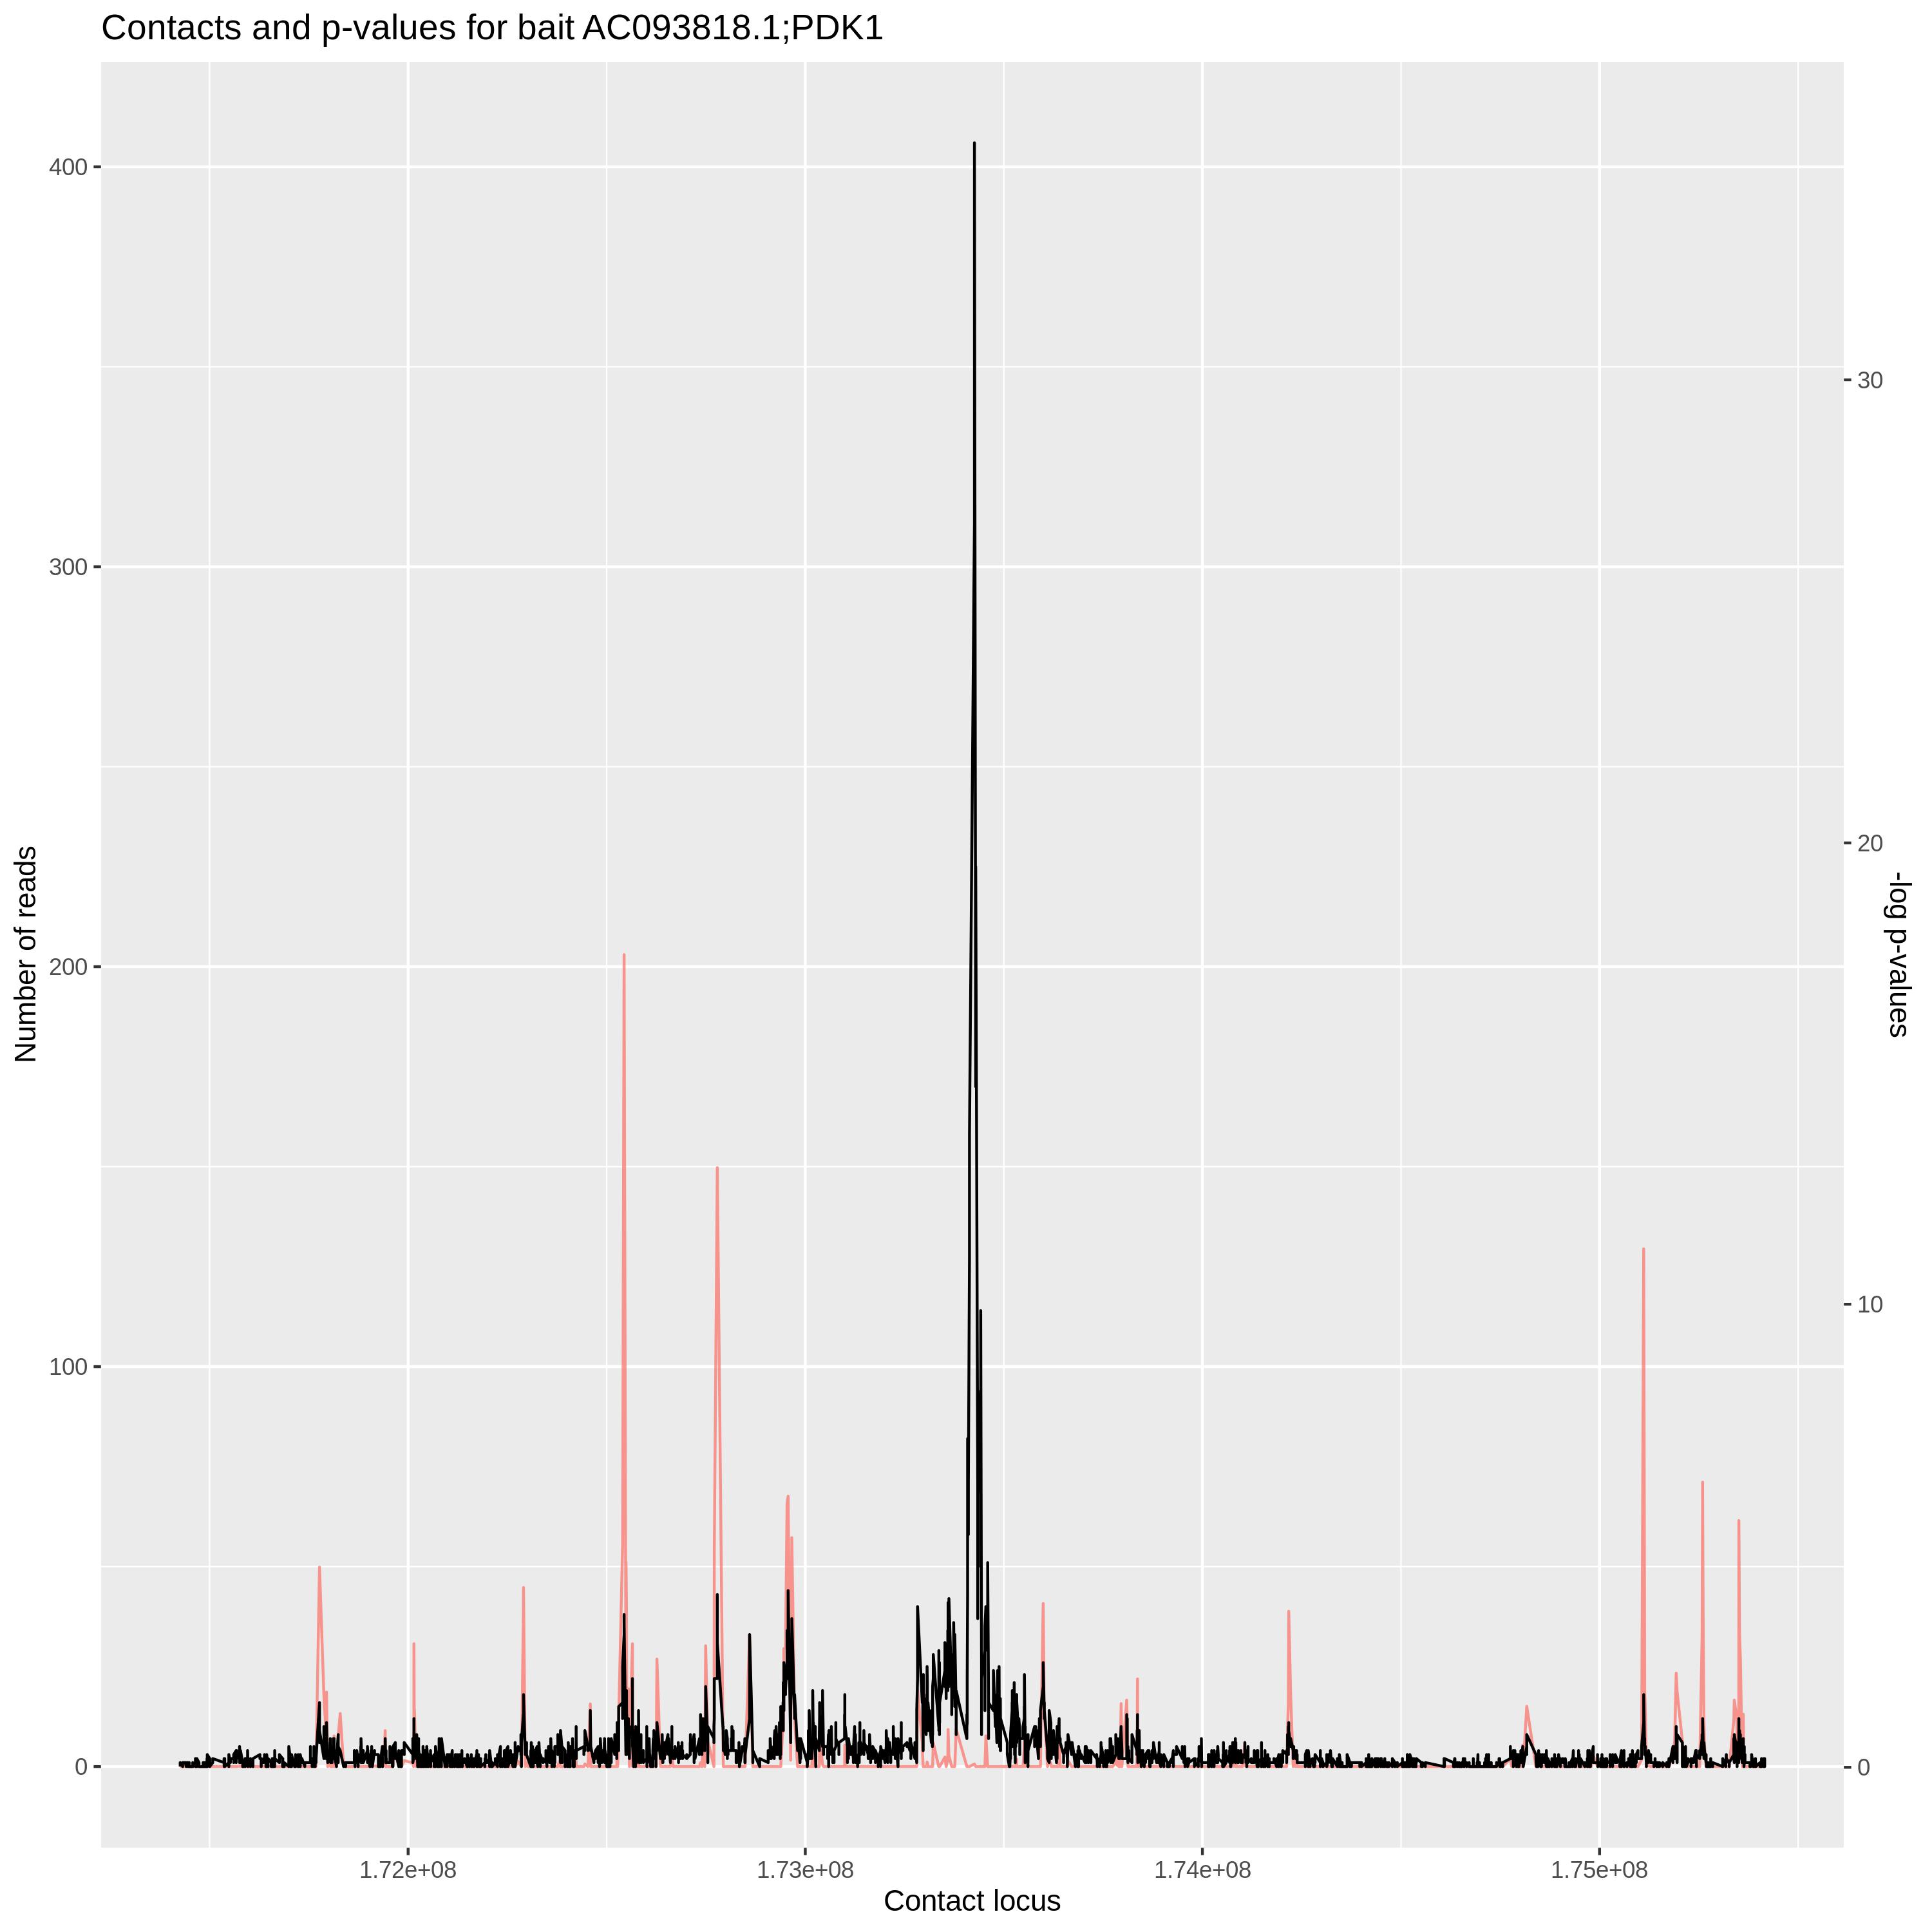 Contacts and p-values for bait AC093818.1;PDK1
400
300
200
100
0
Number of reads
30
20
10
0
-log p-values
1.72e+08 1.73e+08 1.74e+08 1.75e+08
Contact locus